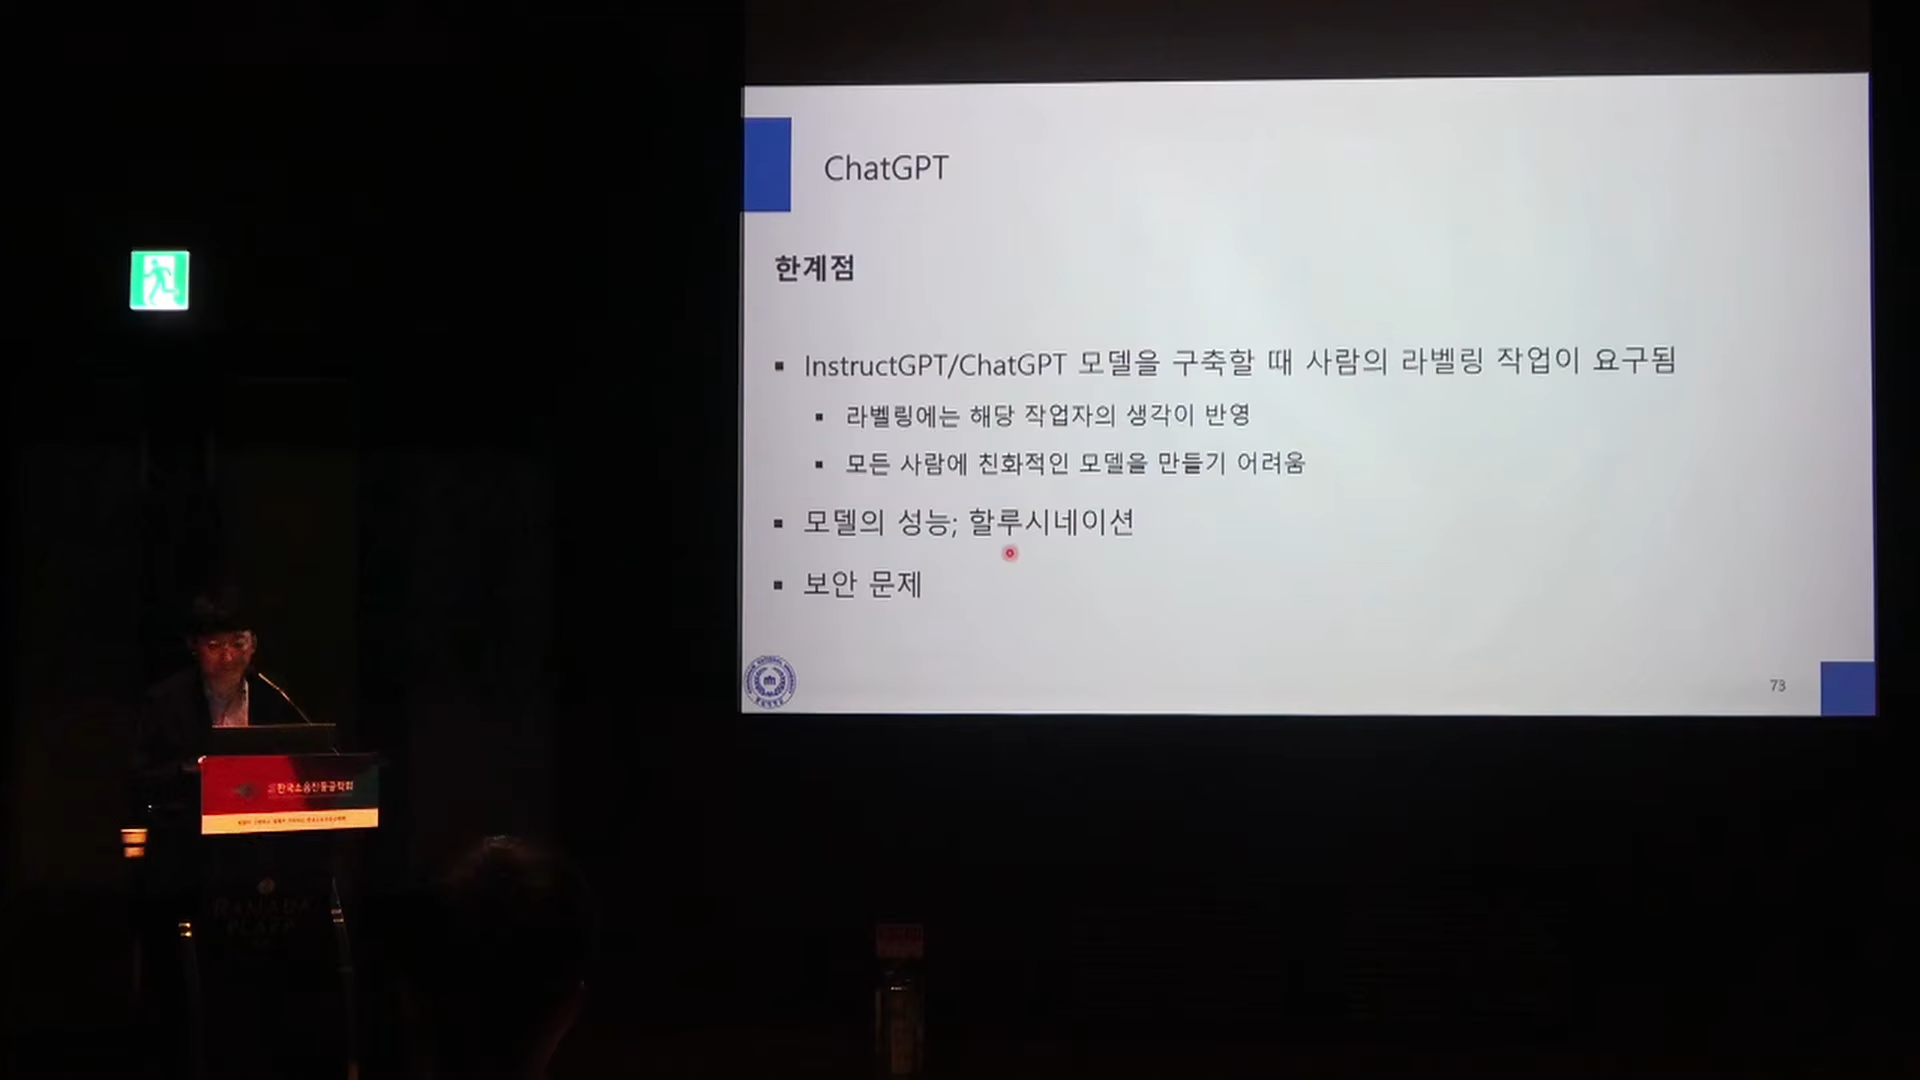 ChatGPT
한계점
▪ InstructGPT/ChatGPT 모델을 구축할 때 사람의 라벨링 작업이 요구됨
▪ 라벨링에는 해당 작업자의 생각이 반영
▪ 모든 사람에 친화적인 모델을 만들기 어려움
▪ 모델의 성능; 할루시네이션
▪ 보안 문제
73
한국소음진동공학회
RAMADA
PLAZA